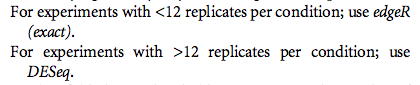 For experiments with <12 replicates per condition; use edgeR
(exact).
For experiments with >12 replicates per condition; use
DESeq.